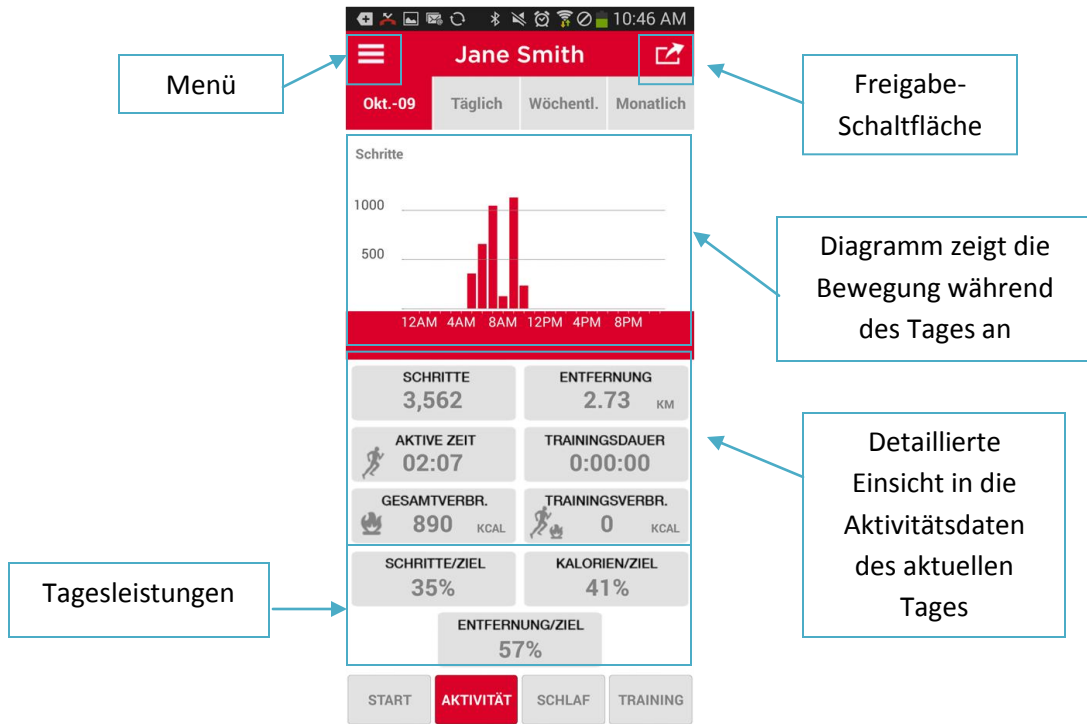 10:46 AM
Menü
Jane Smith
Freigabe-
Schaltfläche
Okt.-09 Täglich Wöchentl. Monatlich
Schritte
1000
500
12AM 4AM 8AM 12PM 4PM 8PM
Diagramm zeigt die
Bewegung während
des Tages an
SCHRITTE
3,562
ENTFERNUNG
2.73 KM
AKTIVE ZEIT
02:07
TRAININGSDAUER
0:00:00
GESAMTVERBR.
890 KCAL
TRAININGSVERBR.
0 KCAL
Detaillierte
Einsicht in die
Aktivitätsdaten
des aktuellen
Tages
Tagesleistungen
SCHRITTE/ZIEL
35%
KALORIEN/ZIEL
41%
ENTFERNUNG/ZIEL
57%
START AKTIVITÄT SCHLAF TRAINING